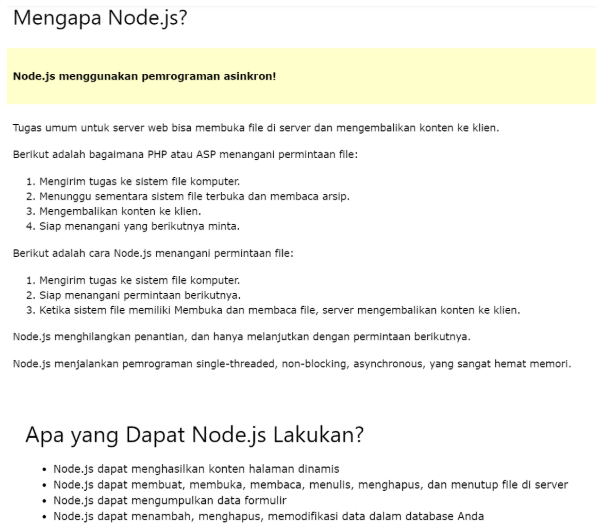 Mengapa Node.js?
Node.js menggunakan pemrograman asinkron!
Tugas umum untuk server web bisa membuka file di server dan mengembalikan konten ke klien.
Berikut adalah bagaimana PHP atau ASP menangani permintaan file:
1. Mengirim tugas ke sistem file komputer.
2. Menunggu sementara sistem file terbuka dan membaca arsip.
3. Mengembalikan konten ke klien.
4. Siap menangani yang berikutnya minta.
Berikut adalah cara Node.js menangani permintaan file:
1. Mengirim tugas ke sistem file komputer.
2. Siap menangani permintaan berikutnya.
3. Ketika sistem file memiliki Membuka dan membaca file, server mengembalikan konten ke klien.
Node.js menghilangkan penantian, dan hanya melanjutkan dengan permintaan berikutnya.
Node.js menjalankan pemrograman single-threaded, non-blocking, asynchronous, yang sangat hemat memori.
Apa yang Dapat Node.js Lakukan?
• Node.js dapat menghasilkan konten halaman dinamis
• Node.js dapat membuat, membuka, membaca, menulis, menghapus, dan menutup file di server
• Node.js dapat mengumpulkan data formulir
• Node.js dapat menambah, menghapus, memodifikasi data dalam database Anda